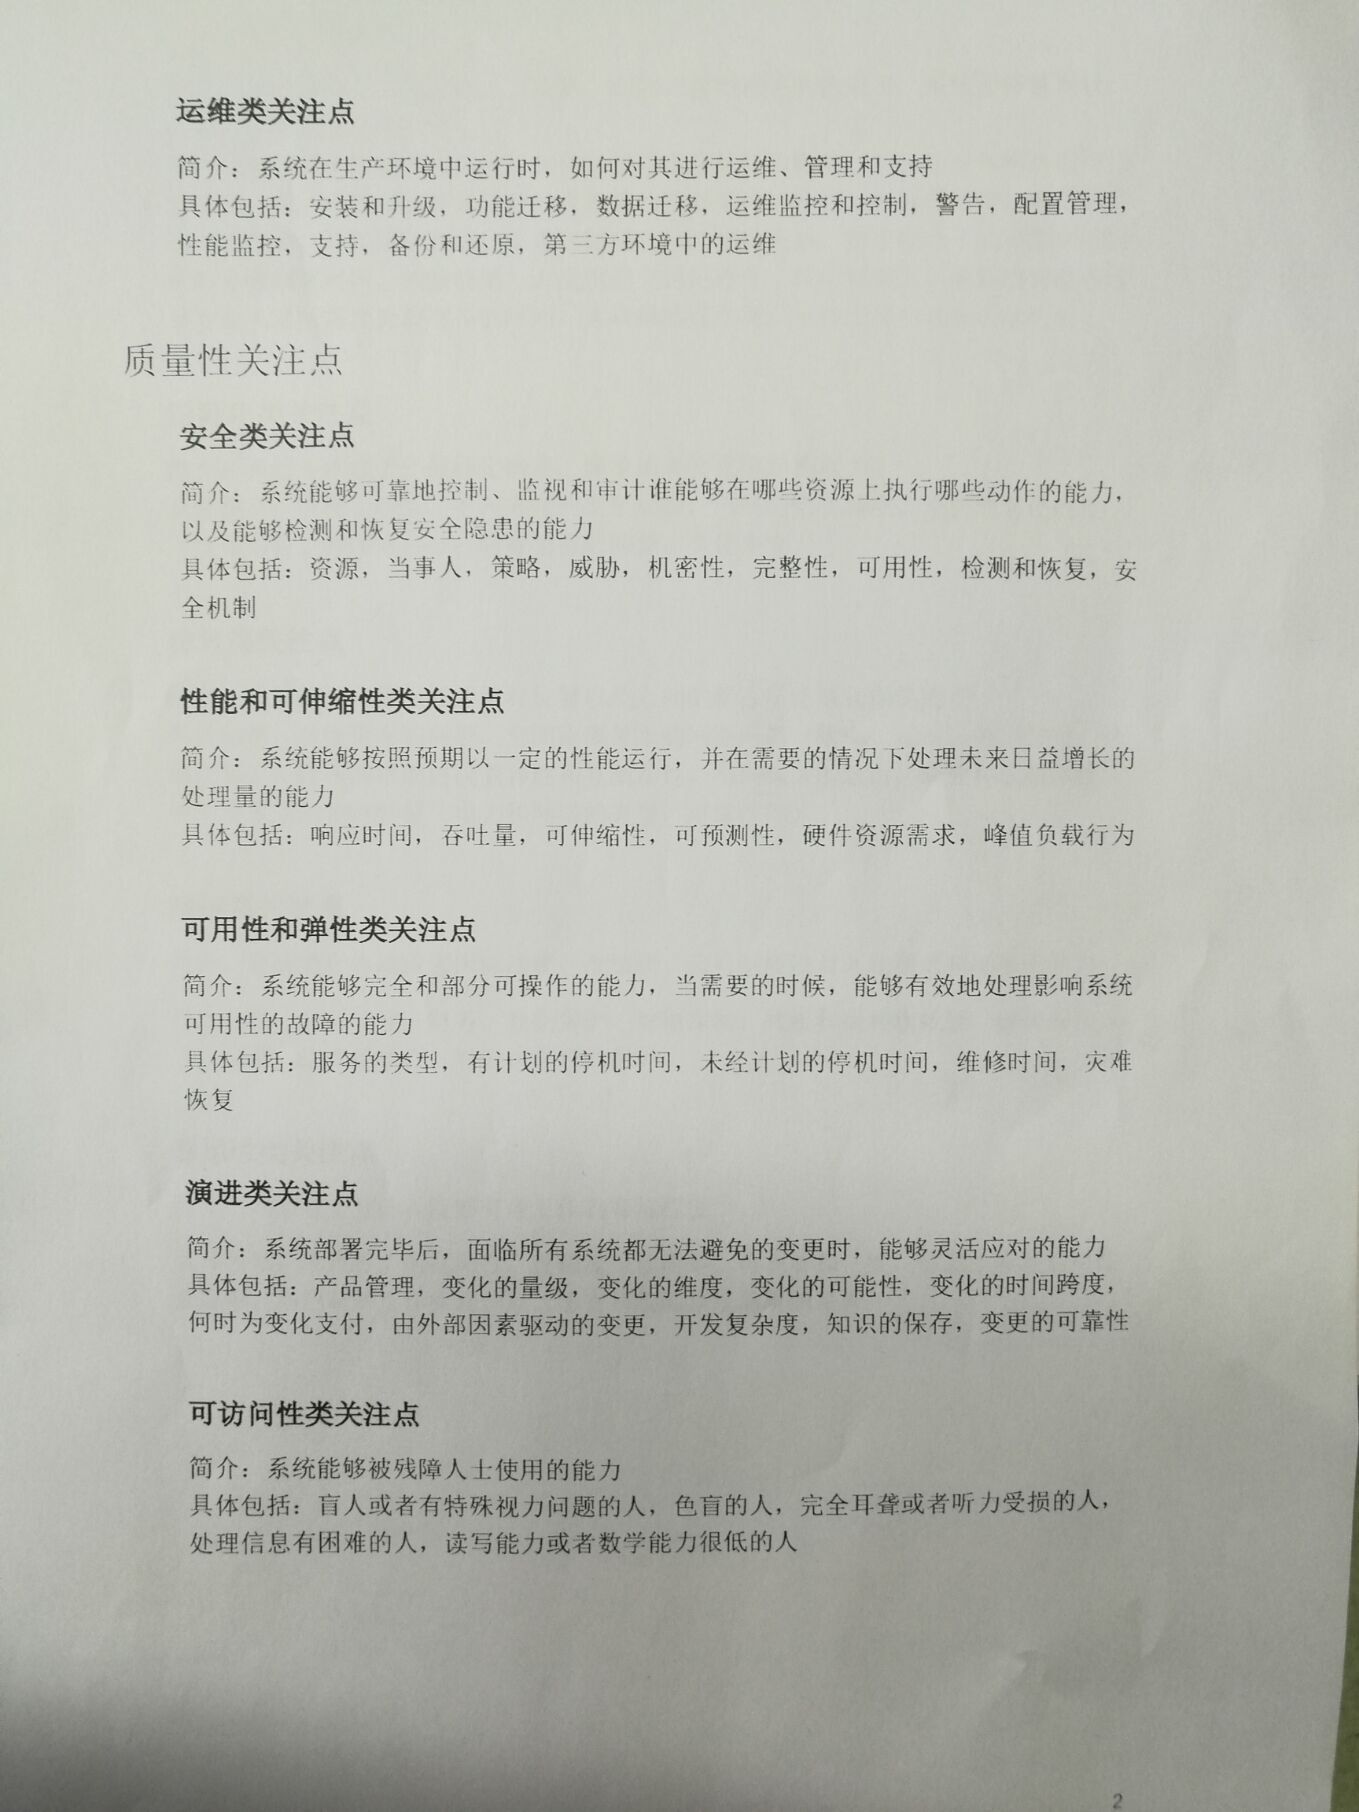 运维类关注点
简介：系统在生产环境中运行时，如何对其进行运维、管理和支持
具体包括：安装和升级，功能迁移，数据迁移，运维监控和控制，警告，配置管理，
性能监控，支持，备份和还原，第三方环境中的运维
质量性关注点
安全类关注点
简介：系统能够可靠地控制、监视和审计谁能够在哪些资源上执行哪些动作的能力，
以及能够检测和恢复安全隐患的能力
具体包括：资源，当事人，策略，威胁，机密性，完整性，可用性，检测和恢复，安
全机制
性能和可伸缩性类关注点
简介：系统能够按照预期以一定的性能运行，并在需要的情况下处理未来日益增长的
处理量的能力
具体包括：响应时间，吞吐量，可伸缩性，可预测性，硬件资源需求，峰值负载行为
可用性和弹性类关注点
简介：系统能够完全和部分可操作的能力，当需要的时候，能够有效地处理影响系统
可用性的故障的能力
具体包括：服务的类型，有计划的停机时间，未经计划的停机时间，维修时间，灾难
恢复
演进类关注点
简介：系统部署完毕后，面临所有系统都无法避免的变更时，能够灵活应对的能力
具体包括：产品管理，变化的量级，变化的维度，变化的可能性，变化的时间跨度，
何时为变化支付，由外部因素驱动的变更，开发复杂度，知识的保存，变更的可靠性
可访问性类关注点
简介：系统能够被残障人士使用的能力
具体包括：盲人或者有特殊视力问题的人，色盲的人，完全耳聋或者听力受损的人，
处理信息有困难的人，读写能力或者数学能力很低的人
2